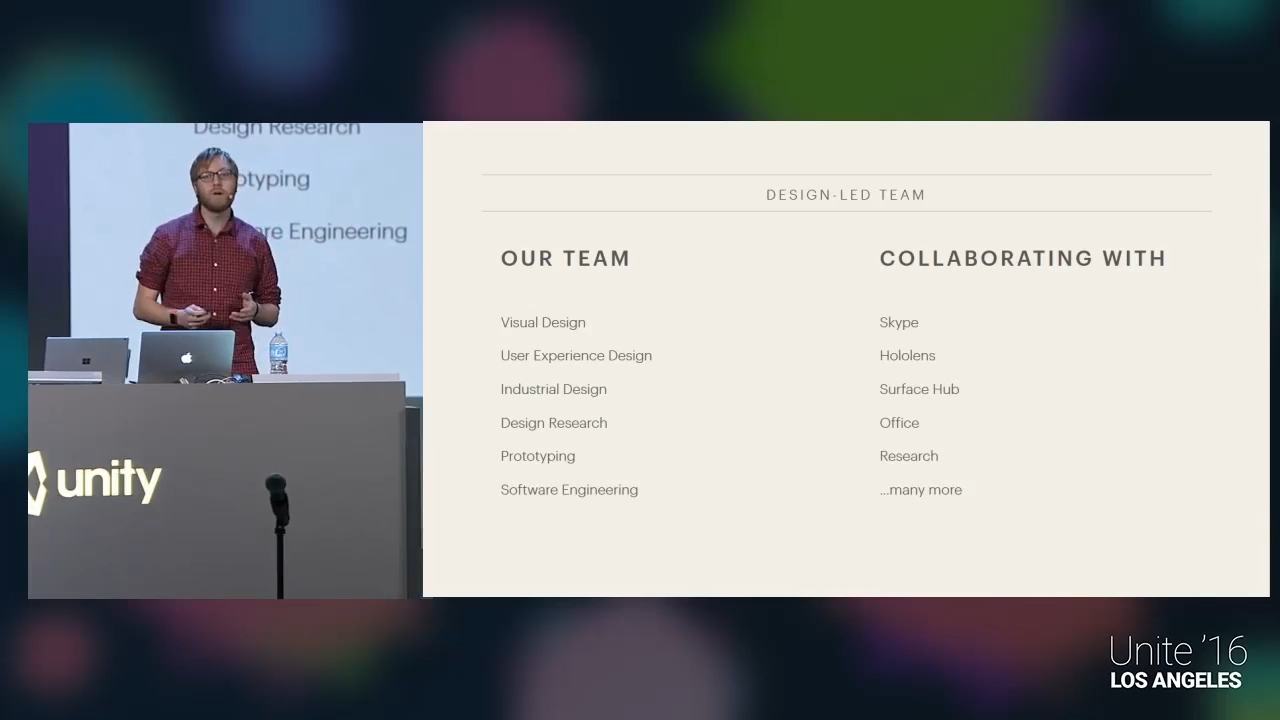 Design Research
otyping
are Engineering
unity
DESIGN-LED TEAM
OUR TEAM
Visual Design
User Experience Design
Industrial Design
Design Research
Prototyping
Software Engineering
COLLABORATING WITH
Skype
Hololens
Surface Hub
Office
Research
...many more
Unite '16
LOS ANGELES